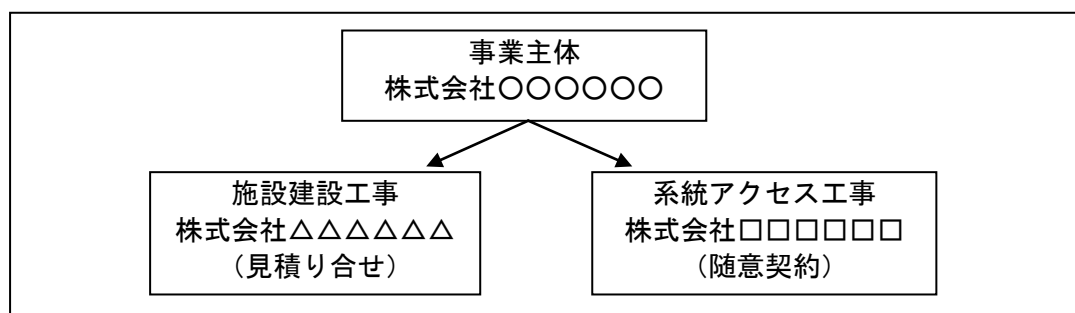 事業主体
株式会社〇〇〇〇〇〇
施設建設工事
株式会社△△△△△△
（見積り合せ）
系統アクセス工事
株式会社□□□□□□
（随意契約）